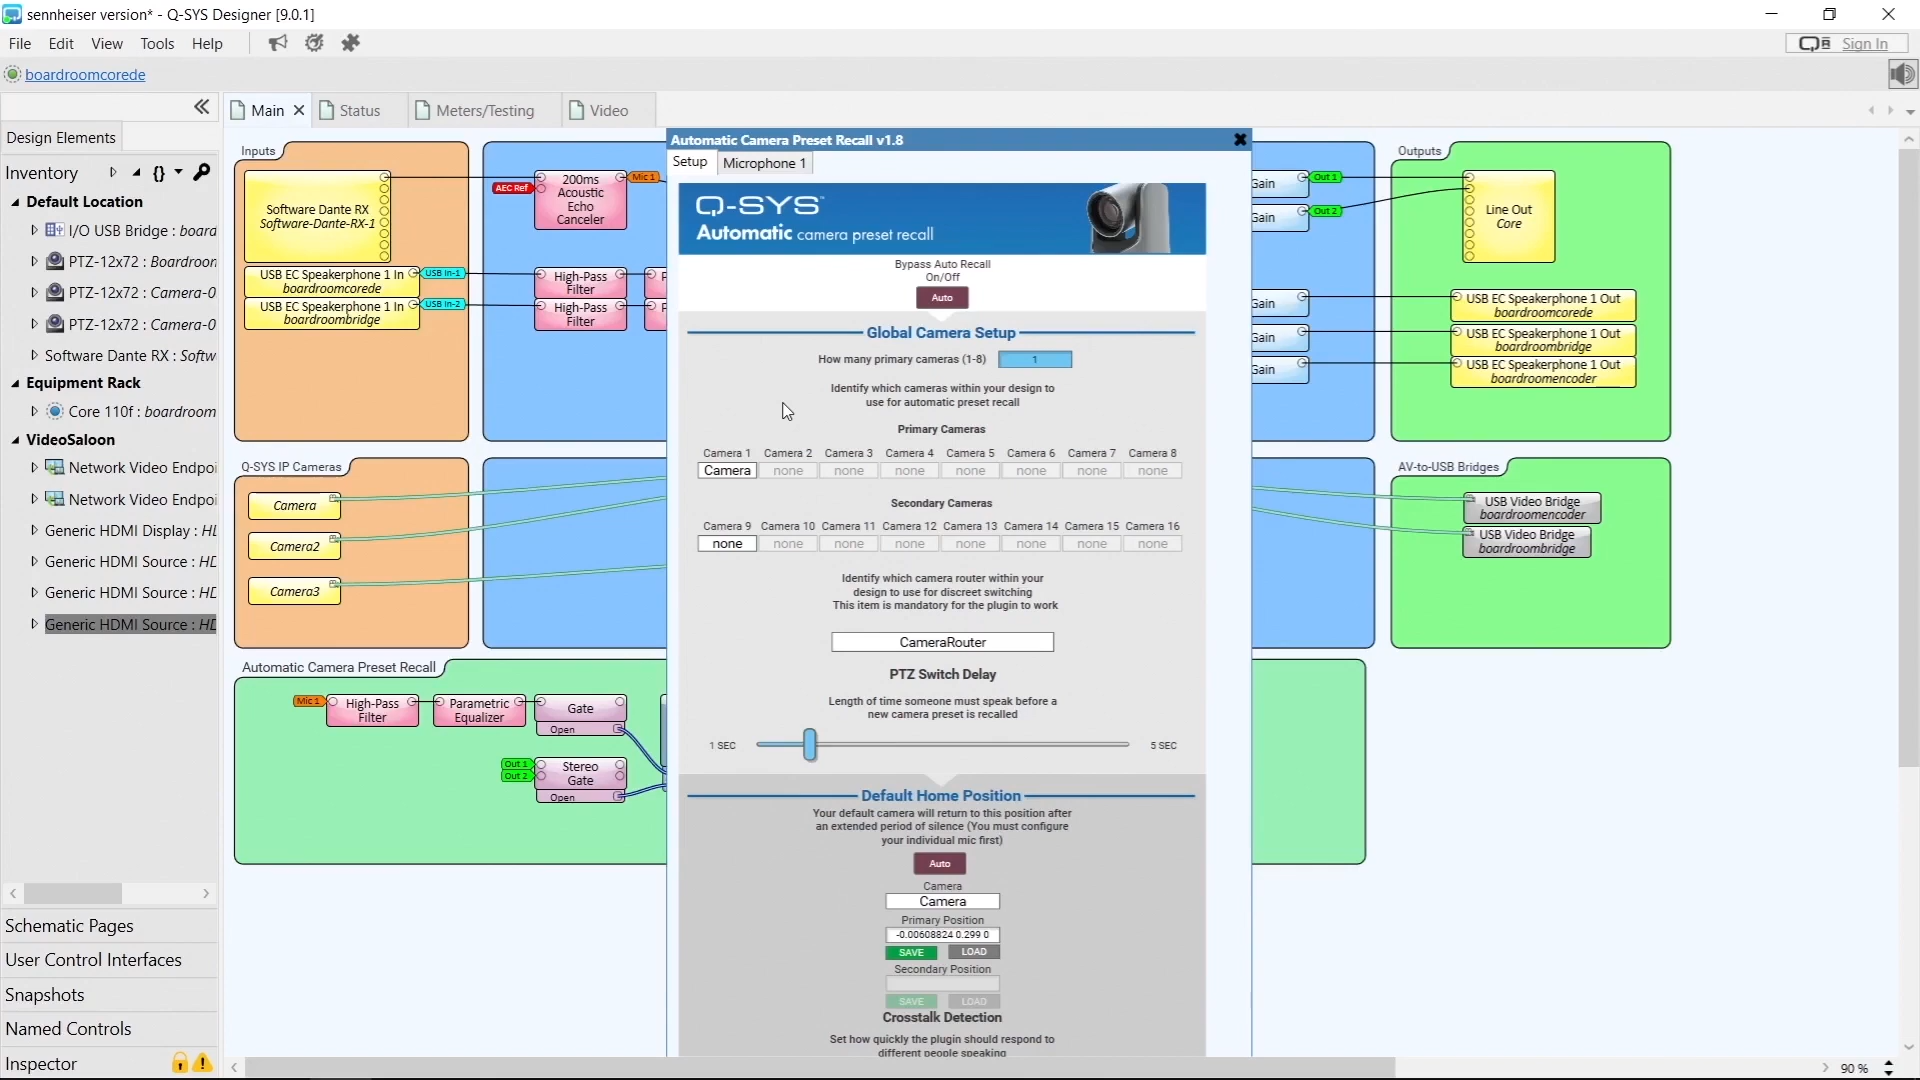 sennheiser version* - Q-SYS Designer [9.0.1]
File Edit View Tools Help
Sign In
boardroomcorede
Main Status Meters/Testing Video
Design Elements
Inventory {}
Default Location
I/O USB Bridge : board
PTZ-12x72 : Boardroon
PTZ-12x72 : Camera-0
PTZ-12x72 : Camera-0
Software Dante RX : Softw
Equipment Rack
Core 110f : boardroom
VideoSaloon
Network Video Endpoi
Network Video Endpoi
Generic HDMI Display : HD
Generic HDMI Source : HD
Generic HDMI Source : HD
Generic HDMI Source : HD
Schematic Pages
User Control Interfaces
Snapshots
Named Controls
Inspector
Inputs
Software Dante RX
Software-Dante-RX-1
USB EC Speakerphone 1 In
boardroomcorede
USB EC Speakerphone 1 In
boardroombridge
USB In-1
USB In-2
AEC Ref
200ms
Acoustic
Echo
Canceler
Mic 1
High-Pass
Filter
High-Pass
Filter
Q-SYS IP Cameras
Camera
Camera2
Camera3
Automatic Camera Preset Recall
Mic 1
High-Pass
Filter
Parametric
Equalizer
Gate
Open
Out 1
Out 2
Stereo
Gate
Open
Automatic Camera Preset Recall v1.8
Setup Microphone 1
Q-SYS
Automatic camera preset recall
Bypass Auto Recall
On/Off
Auto
Global Camera Setup
How many primary cameras (1-8) 1
Identify which cameras within your design to
use for automatic preset recall
Primary Cameras
Camera 1 Camera 2 Camera 3 Camera 4 Camera 5 Camera 6 Camera 7 Camera 8
Camera none none none none none none none
Secondary Cameras
Camera 9 Camera 10 Camera 11 Camera 12 Camera 13 Camera 14 Camera 15 Camera 16
none none none none none none none none
Identify which camera router within your
design to use for discreet switching
This item is mandatory for the plugin to work
CameraRouter
PTZ Switch Delay
Length of time someone must speak before a
new camera preset is recalled
1 SEC 5 SEC
Default Home Position
Your default camera will return to this position after
an extended period of silence (You must configure
your individual mic first)
Auto
Camera
Camera
Primary Position
-0.00608824 0.299 0
SAVE LOAD
Secondary Position
SAVE LOAD
Crosstalk Detection
Set how quickly the plugin should respond to
different people speaking
Gain
Out 1
Gain
Out 2
Gain
Gain
Gain
Outputs
Line Out
Core
USB EC Speakerphone 1 Out
boardroomcorede
USB EC Speakerphone 1 Out
boardroombridge
USB EC Speakerphone 1 Out
boardroomencoder
AV-to-USB Bridges
USB Video Bridge
boardroomencoder
USB Video Bridge
boardroombridge
90 %